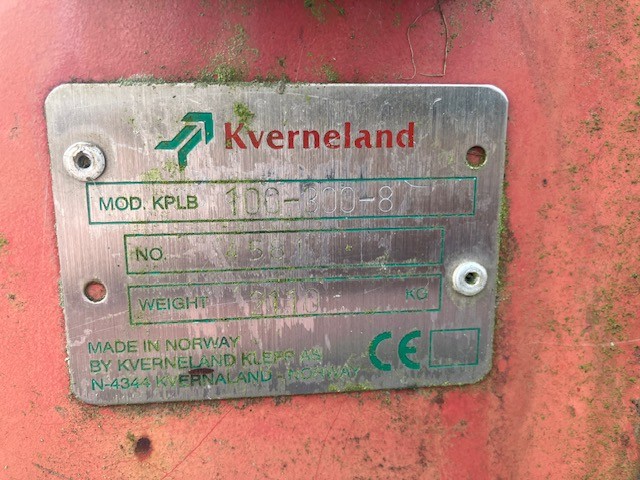 Kverneland
MOD. KPLB 100-300-8
NO.
WEIGHT KG
MADE IN NORWAY
BY KVERNELAND KLEPP AS
N-4344 KVERNALAND - NORWAY
CE